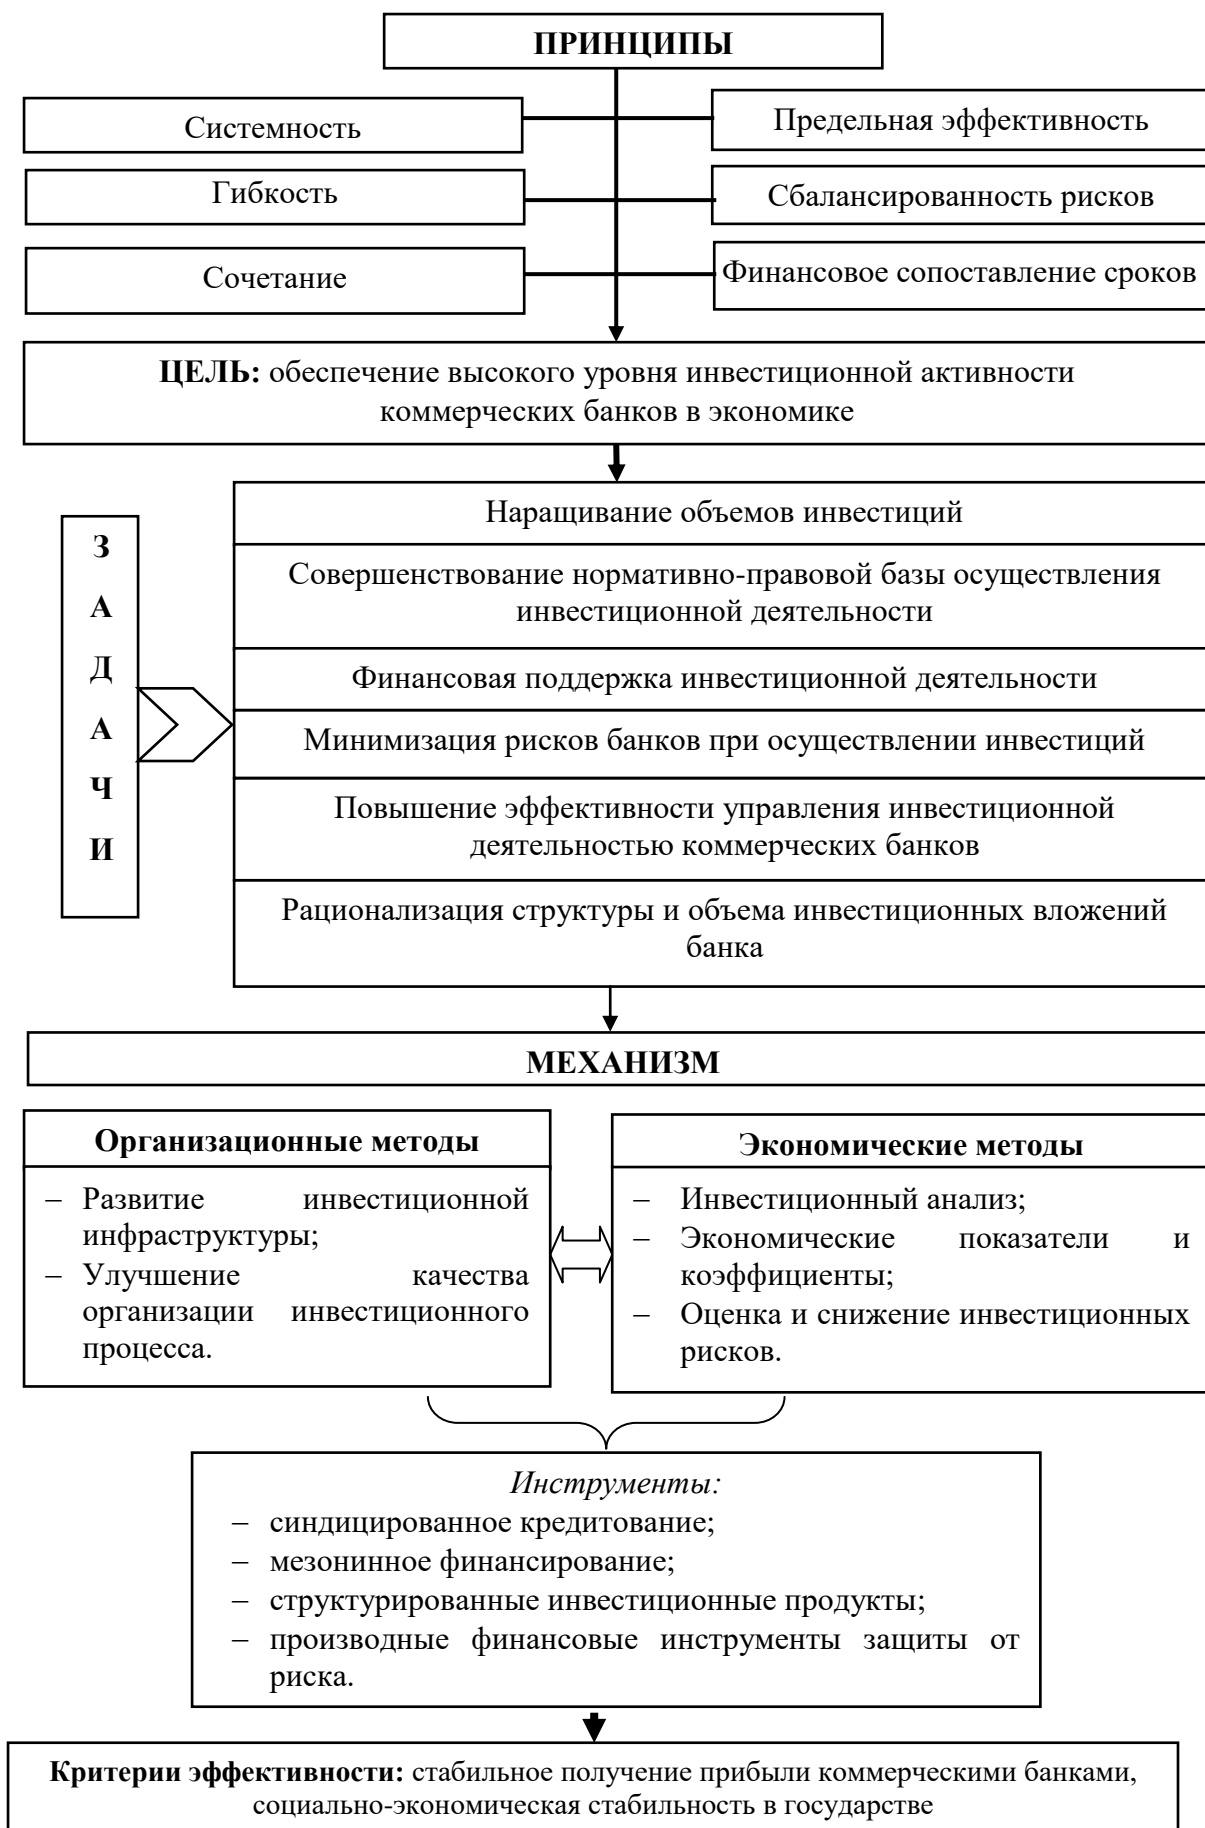 ПРИНЦИПЫ
Системность
Предельная эффективность
Гибкость
Сбалансированность рисков
Сочетание
Финансовое сопоставление сроков
ЦЕЛЬ: обеспечение высокого уровня инвестиционной активности
коммерческих банков в экономике
З
А
Д
А
Ч
И
Наращивание объемов инвестиций
Совершенствование нормативно-правовой базы осуществления
инвестиционной деятельности
Финансовая поддержка инвестиционной деятельности
Минимизация рисков банков при осуществлении инвестиций
Повышение эффективности управления инвестиционной
деятельностью коммерческих банков
Рационализация структуры и объема инвестиционных вложений
банка
МЕХАНИЗМ
Организационные методы
– Развитие инвестиционной
инфраструктуры;
– Улучшение качества
организации инвестиционного
процесса.
Экономические методы
– Инвестиционный анализ;
– Экономические показатели и
коэффициенты;
– Оценка и снижение инвестиционных
рисков.
Инструменты:
– синдицированное кредитование;
– мезонинное финансирование;
– структурированные инвестиционные продукты;
– производные финансовые инструменты защиты от
риска.
Критерии эффективности: стабильное получение прибыли коммерческими банками,
социально-экономическая стабильность в государстве